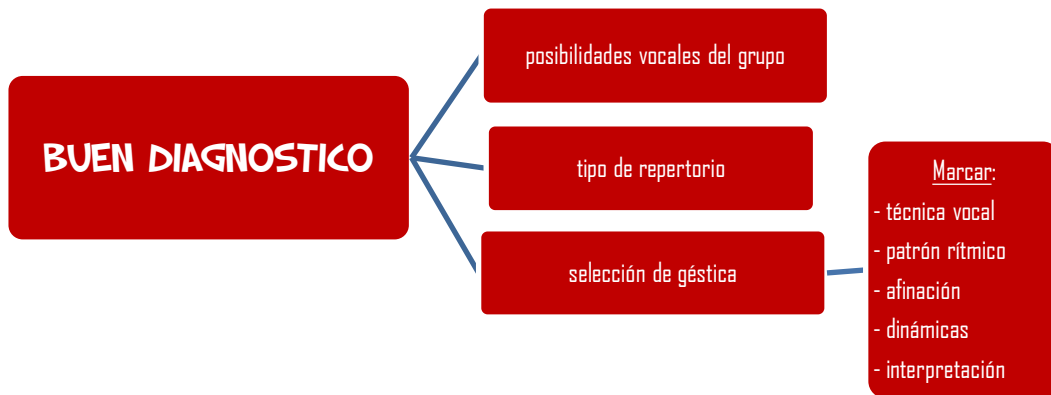 BUEN DIAGNOSTICO
posibilidades vocales del grupo
tipo de repertorio
selección de géstica
Marcar:
- técnica vocal
- patrón rítmico
- afinación
- dinámicas
- interpretación